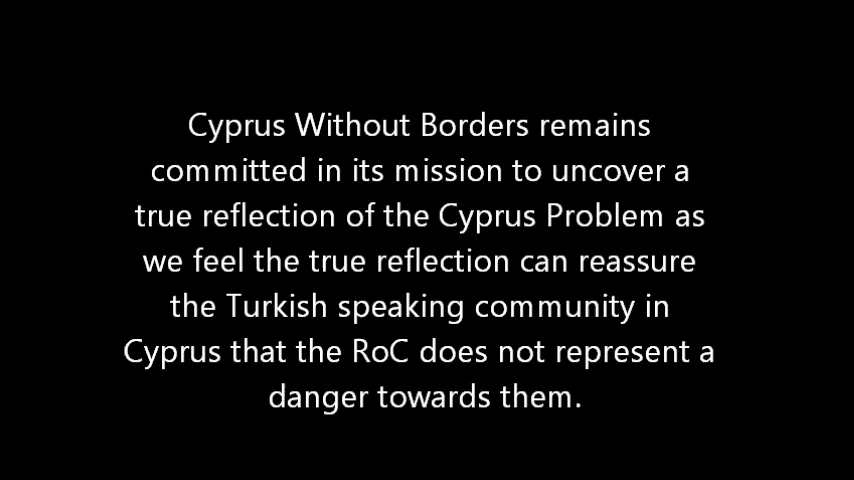 Cyprus Without Borders remains
committed in its mission to uncover a
true reflection of the Cyprus Problem as
we feel the true reflection can reassure
the Turkish speaking community in
Cyprus that the RoC does not represent a
danger towards them.